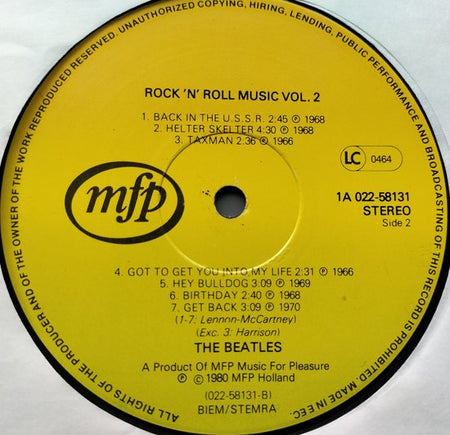 ALL RIGHTS OF THE PRODUCER AND OF THE OWNER OF THE WORK REPRODUCED RESERVED. UNAUTHORIZED COPYING, HIRING, LENDING, PUBLIC PERFORMANCE AND BROADCASTING OF THIS RECORD IS PROHIBITED. MADE IN EEC.
ROCK 'N' ROLL MUSIC VOL. 2
1. BACK IN THE U.S.S.R. 2:45 ℗ 1968
2. HELTER SKELTER 4:30 ℗ 1968
3. TAXMAN 2:36 ℗ 1966
LC 0464
mfp
1A 022-58131
STEREO
Side 2
4. GOT TO GET YOU INTO MY LIFE 2:31 ℗ 1966
5. HEY BULLDOG 3:09 ℗ 1969
6. BIRTHDAY 2:40 ℗ 1968
7. GET BACK 3:09 ℗ 1970
(1-7: Lennon-McCartney)
(Exc. 3: Harrison)
THE BEATLES
A Product Of MFP Music For Pleasure
℗ © 1980 MFP Holland
(022-58131-B)
BIEM/STEMRA